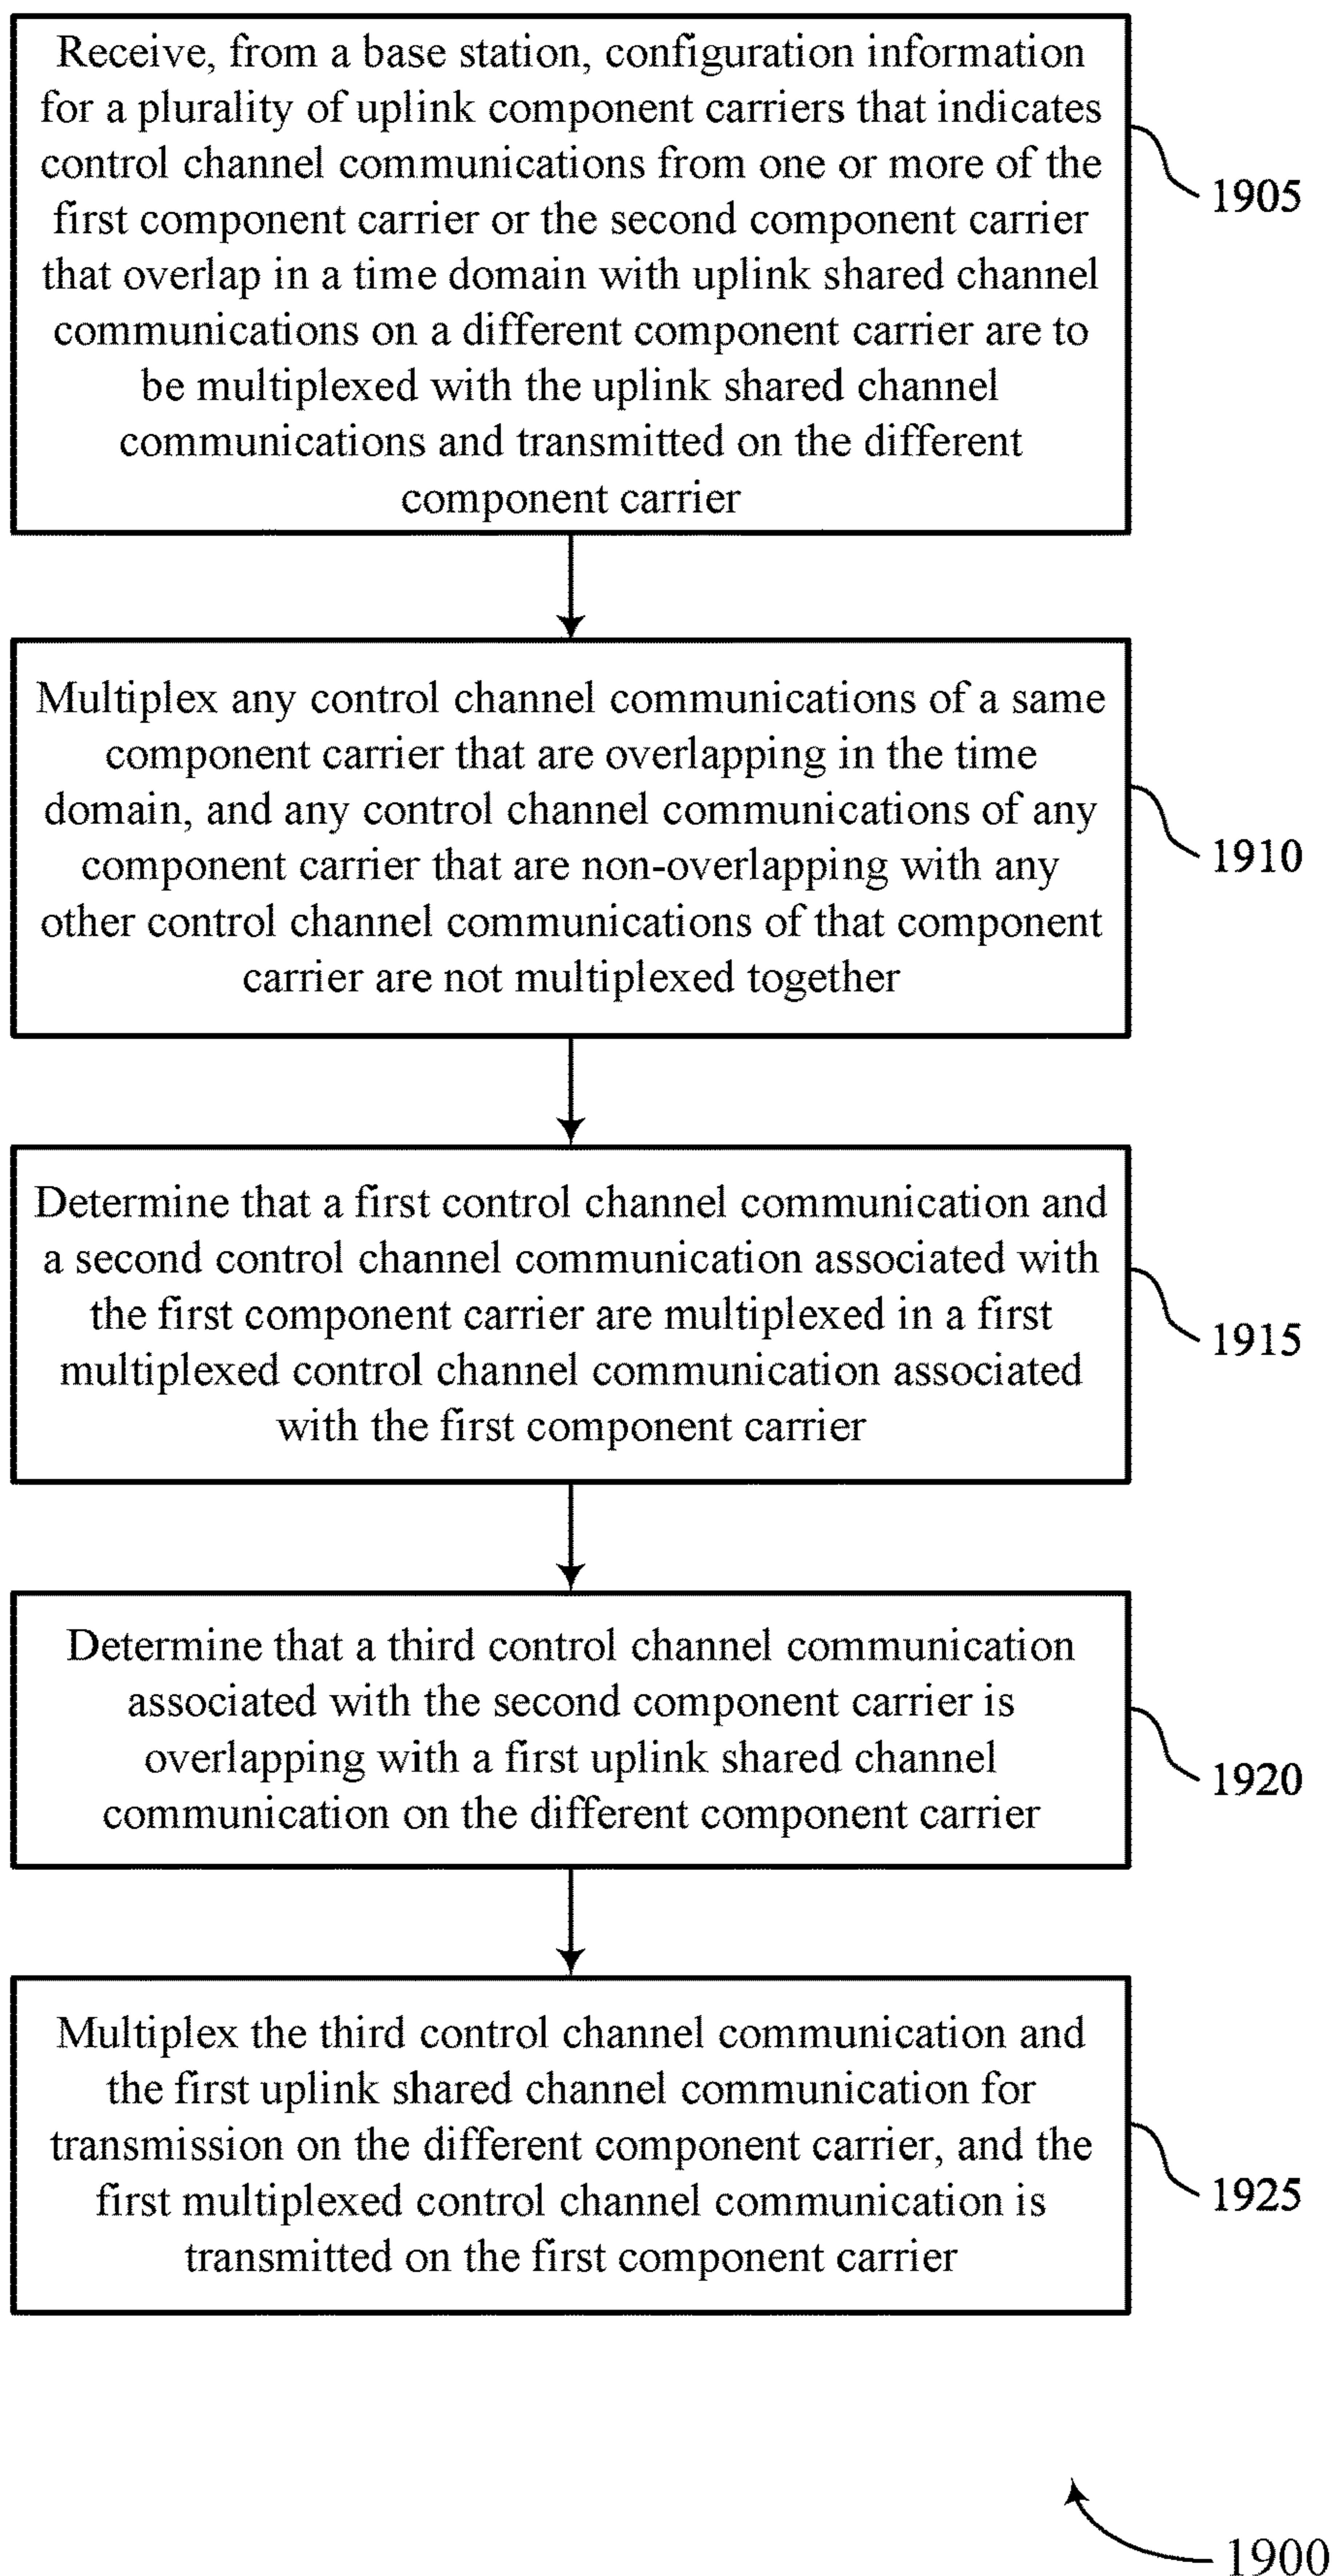 Receive, from a base station, configuration information
for a plurality of uplink component carriers that indicates
control channel communications from one or more of the
first component carrier or the second component carrier
that overlap in a time domain with uplink shared channel
communications on a different component carrier are to
be multiplexed with the uplink shared channel
communications and transmitted on the different
component carrier
1905
Multiplex any control channel communications of a same
component carrier that are overlapping in the time
domain, and any control channel communications of any
component carrier that are non-overlapping with any
other control channel communications of that component
carrier are not multiplexed together
1910
Determine that a first control channel communication and
a second control channel communication associated with
the first component carrier are multiplexed in a first
multiplexed control channel communication associated
with the first component carrier
1915
Determine that a third control channel communication
associated with the second component carrier is
overlapping with a first uplink shared channel
communication on the different component carrier
1920
Multiplex the third control channel communication and
the first uplink shared channel communication for
transmission on the different component carrier, and the
first multiplexed control channel communication is
transmitted on the first component carrier
1925
1900